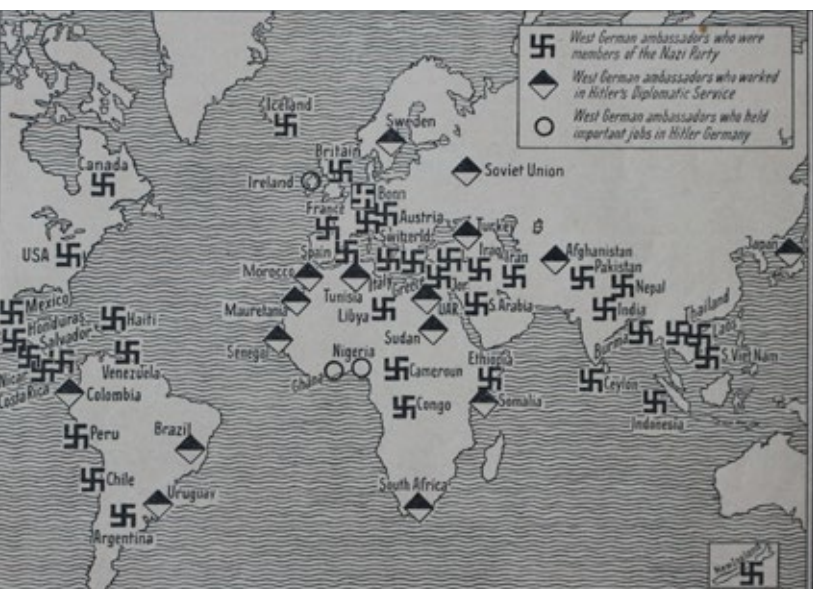 West German ambassadors who were
members of the Nazi Party
West German ambassadors who worked
in Hitler's Diplomatic Service
West German ambassadors who held
important jobs in Hitler Germany
Iceland
Sweden
Canada
Britain
Soviet Union
Ireland
Bonn
France
Austria
Switzerld.
Turkey
USA
Spain
Iraq
Iran
Afghanistan
Japan
Morocco
Italy
Greece
Jor.
Pakistan
Mexico
Tunisia
Nepal
Mauretania
Libya
UAR
S.Arabia
India
Thailand
Honduras
Haiti
Salvador
Sudan
Burma
Laos
Senegal
Nigeria
Ethiopia
S.Viet Nam
Venezuela
Ghana
Cameroun
Ceylon
Nicar.
Costa Rica
Colombia
Congo
Somalia
Indonesia
Peru
Brazil
Chile
South Africa
Uruguay
Argentina
New Zealand